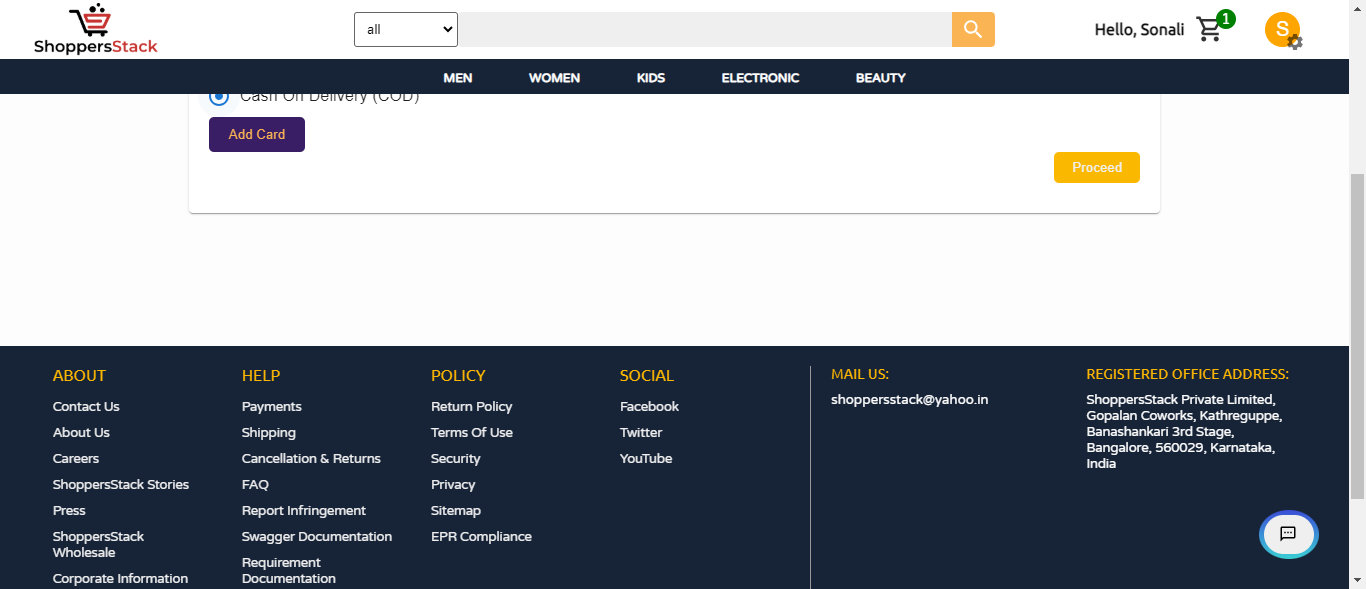 ShoppersStack
all
Hello, Sonali
1
S
MEN WOMEN KIDS ELECTRONIC BEAUTY
Cash On Delivery (COD)
Add Card
Proceed
ABOUT
Contact Us
About Us
Careers
ShoppersStack Stories
Press
ShoppersStack
Wholesale
Corporate Information
HELP
Payments
Shipping
Cancellation & Returns
FAQ
Report Infringement
Swagger Documentation
Requirement
Documentation
POLICY
Return Policy
Terms Of Use
Security
Privacy
Sitemap
EPR Compliance
SOCIAL
Facebook
Twitter
YouTube
MAIL US:
shoppersstack@yahoo.in
REGISTERED OFFICE ADDRESS:
ShoppersStack Private Limited,
Gopalan Coworks, Kathreguppe,
Banashankari 3rd Stage,
Bangalore, 560029, Karnataka,
India